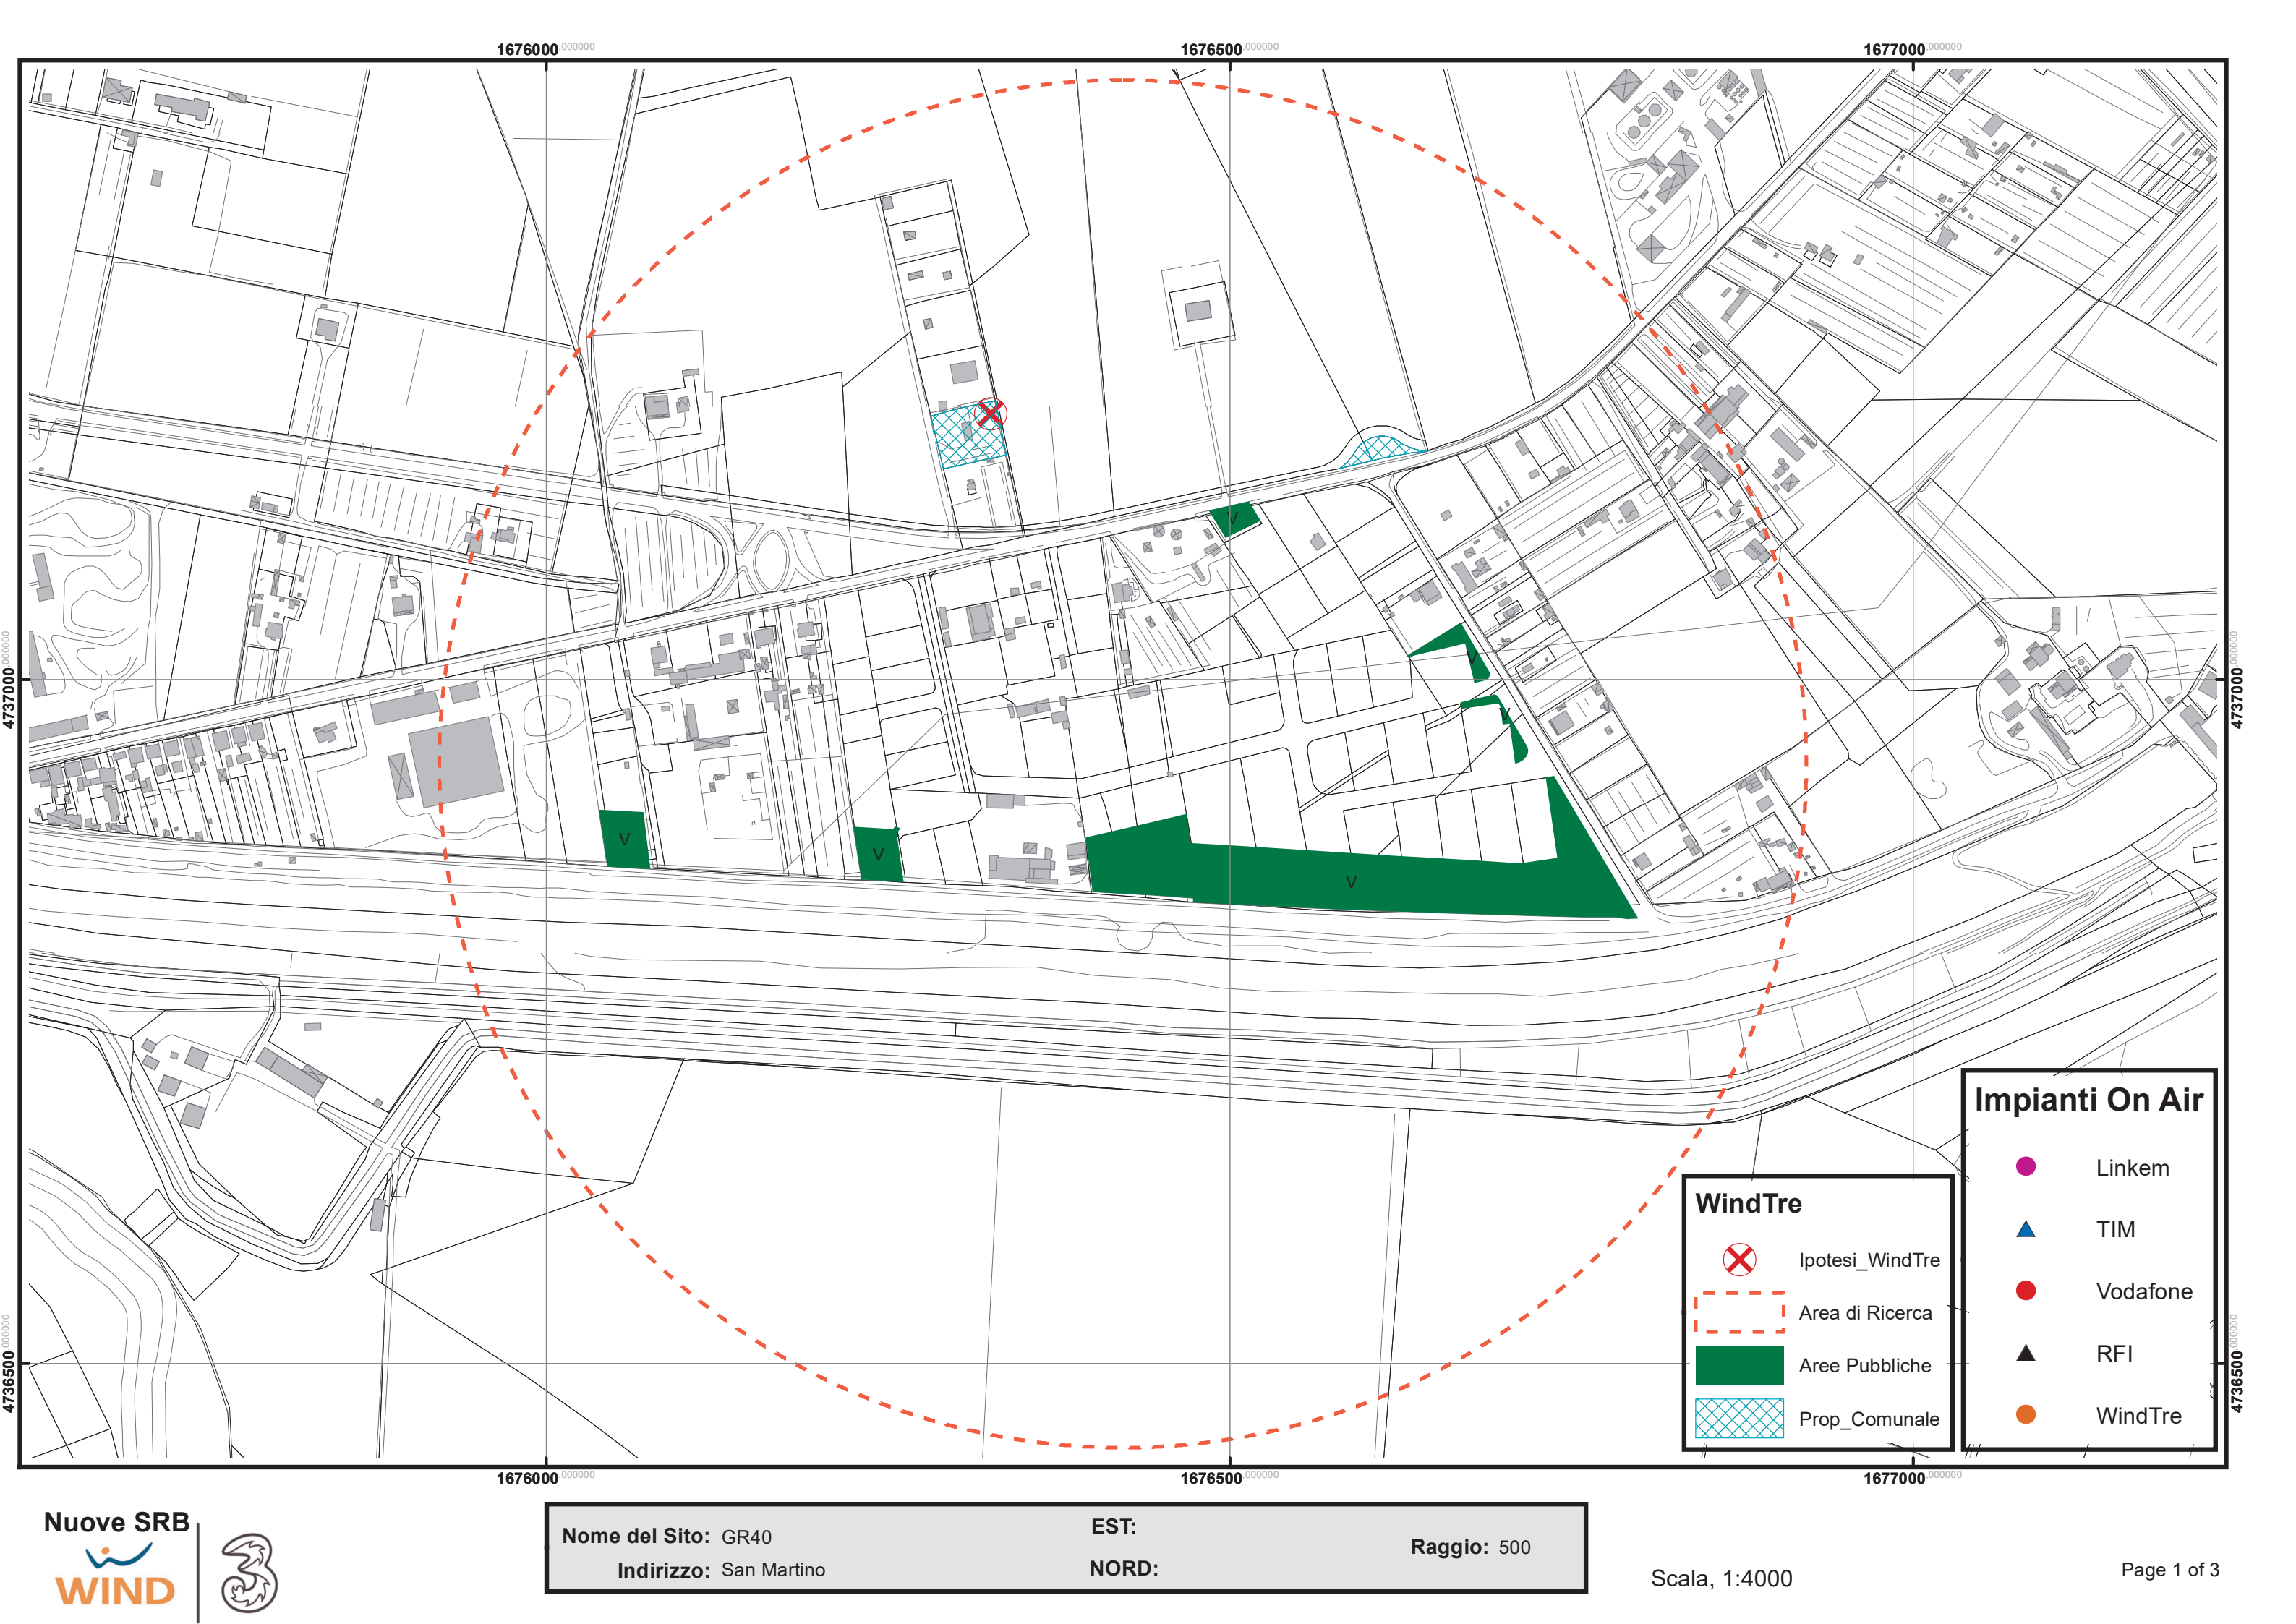 1676000,000000 1676500,000000 1677000,000000
4737000,000000
4736500,000000
V
V
V
V
V
V
4737000,000000
4736500,000000
WindTre
Ipotesi_WindTre
Area di Ricerca
Aree Pubbliche
Prop_Comunale
Impianti On Air
Linkem
TIM
Vodafone
RFI
WindTre
1676000,000000 1676500,000000 1677000,000000
Nuove SRB
WIND
3
Nome del Sito: GR40
Indirizzo: San Martino
EST:
NORD:
Raggio: 500
Scala, 1:4000
Page 1 of 3